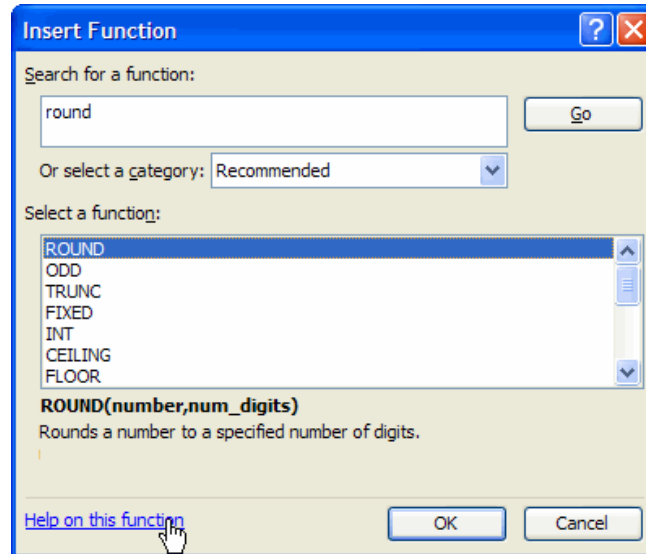 Insert Function
Search for a function:
round
Go
Or select a category: Recommended
Select a function:
ROUND
ODD
TRUNC
FIXED
INT
CEILING
FLOOR
ROUND(number,num_digits)
Rounds a number to a specified number of digits.
Help on this function
OK
Cancel